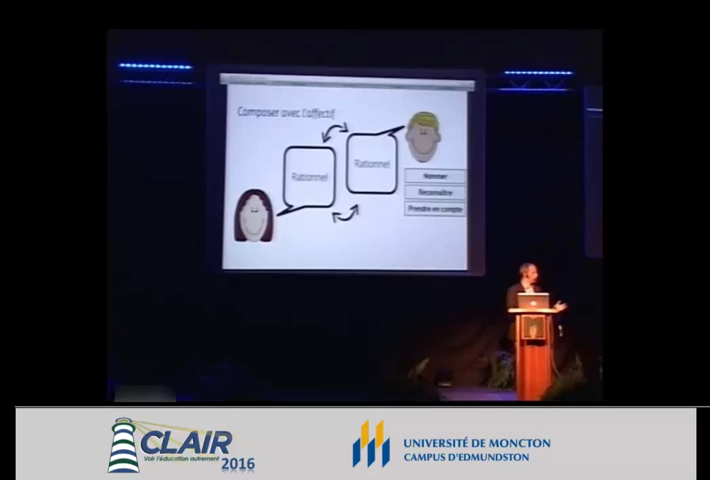 Composer avec l'affectif
Rationnel
Rationnel
Nommer
Reconnaître
Prendre en compte
CLAIR
Voir l'éducation autrement
2016
UNIVERSITÉ DE MONCTON
CAMPUS D'EDMUNDSTON